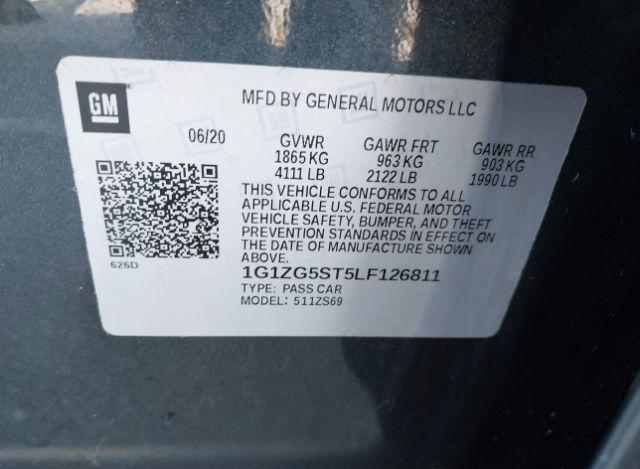 GM
MFD BY GENERAL MOTORS LLC
06/20 GVWR GAWR FRT GAWR RR
1865 KG 963 KG 903 KG
4111 LB 2122 LB 1990 LB
THIS VEHICLE CONFORMS TO ALL
APPLICABLE U.S. FEDERAL MOTOR
VEHICLE SAFETY, BUMPER, AND THEFT
PREVENTION STANDARDS IN EFFECT ON
THE DATE OF MANUFACTURE SHOWN
ABOVE.
626D
1G1ZG5ST5LF126811
TYPE: PASS CAR
MODEL: 511ZS69